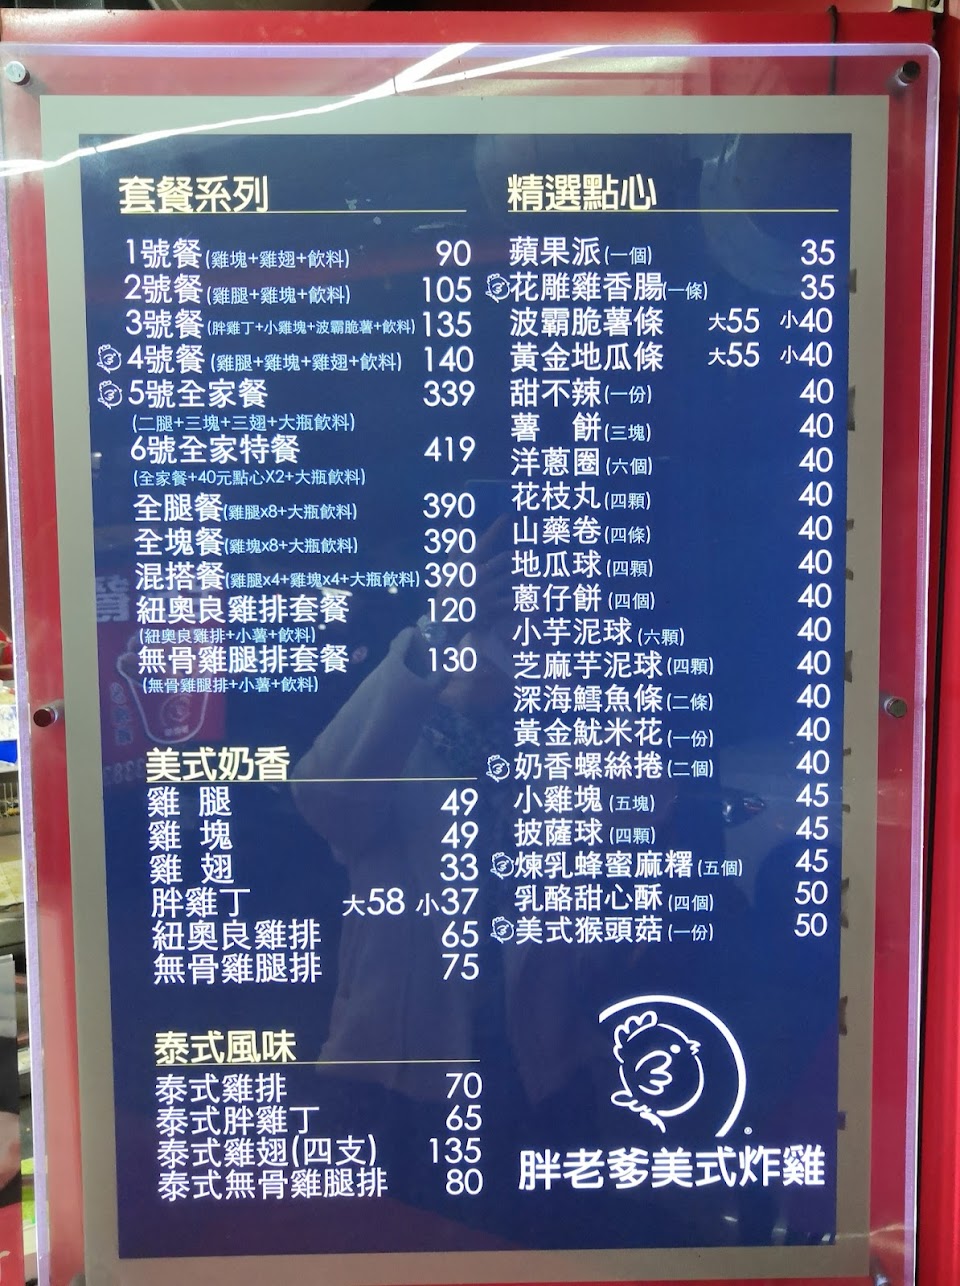 套餐系列
1號餐(雞塊+雞翅+飲料) 90
2號餐(雞腿+雞塊+飲料) 105
3號餐(胖雞丁+小雞塊+波霸脆薯+飲料) 135
4號餐(雞腿+雞塊+雞翅+飲料) 140
5號全家餐 339
(二腿+三塊+三翅+大瓶飲料)
6號全家特餐 419
(全家餐+40元點心X2+大瓶飲料)
全腿餐(雞腿x8+大瓶飲料) 390
全塊餐(雞塊x8+大瓶飲料) 390
混搭餐(雞腿x4+雞塊x4+大瓶飲料) 390
紐奧良雞排套餐 120
(紐奧良雞排+小薯+飲料)
無骨雞腿排套餐 130
(無骨雞腿排+小薯+飲料)
美式奶香
雞 腿 49
雞 塊 49
雞 翅 33
胖雞丁 大58 小37
紐奧良雞排 65
無骨雞腿排 75
泰式風味
泰式雞排 70
泰式胖雞丁 65
泰式雞翅(四支) 135
泰式無骨雞腿排 80
精選點心
蘋果派(一個) 35
花雕雞香腸(一條) 35
波霸脆薯條 大55 小40
黃金地瓜條 大55 小40
甜不辣(一份) 40
薯 餅(三塊) 40
洋蔥圈(六個) 40
花枝丸(四顆) 40
山藥卷(四條) 40
地瓜球(四顆) 40
蔥仔餅(四個) 40
小芋泥球(六顆) 40
芝麻芋泥球(四顆) 40
深海鱈魚條(二條) 40
黃金魷米花(一份) 40
奶香螺絲捲(二個) 40
小雞塊(五塊) 45
披薩球(四顆) 45
煉乳蜂蜜麻糬(五個) 45
乳酪甜心酥(四個) 50
美式猴頭菇(一份) 50
胖老爹美式炸雞